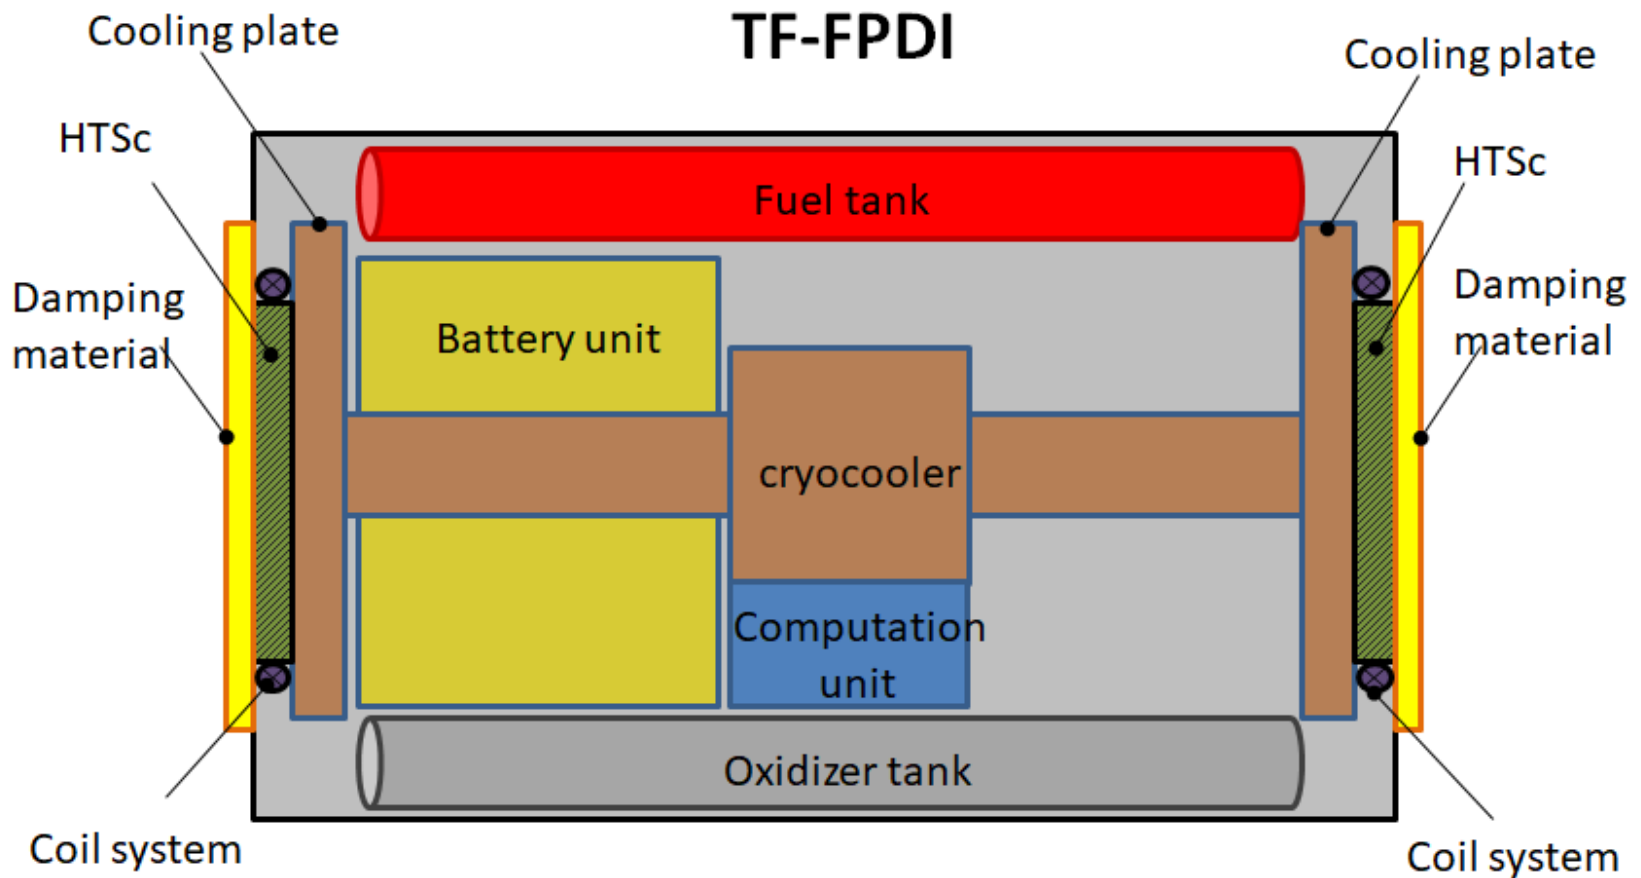 TF-FPDI
Cooling plate
Cooling plate
HTSc
HTSc
Fuel tank
Damping
material
Battery unit
Damping
material
cryocooler
Computation
unit
Oxidizer tank
Coil system
Coil system